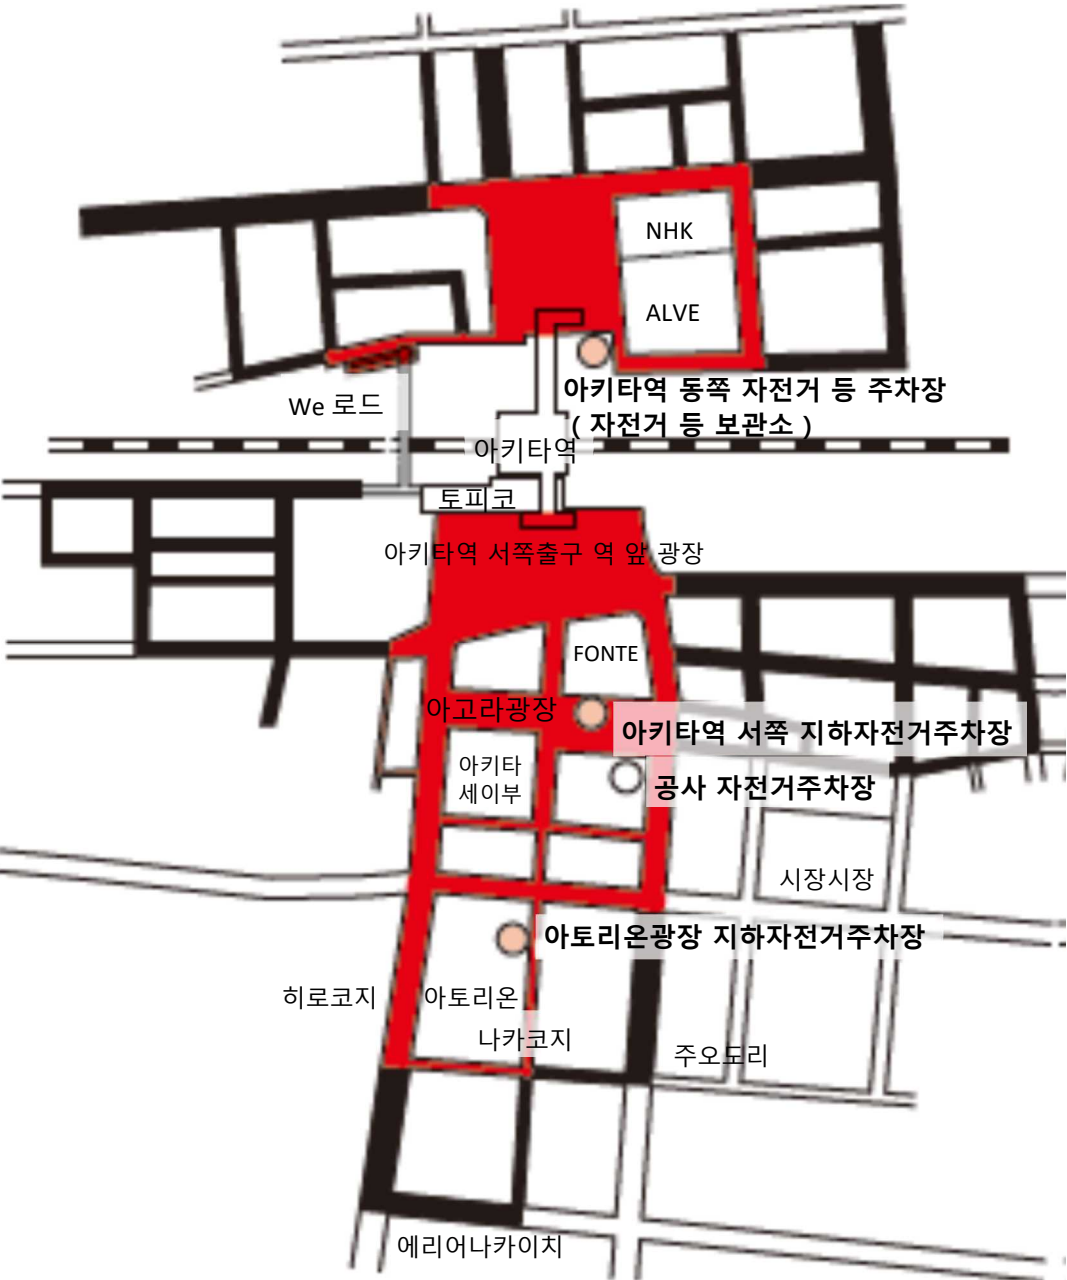 NHK
ALVE
아키타역 동쪽 자전거 등 주차장
( 자전거 등 보관소 )
We 로드
아키타역
토피코
아키타역 서쪽출구 역 앞 광장
FONTE
아고라광장
아키타역 서쪽 지하자전거주차장
아키타
세이부
공사 자전거주차장
시장시장
아토리온광장 지하자전거주차장
히로코지
아토리온
나카코지
주오도리
에리어나카이치